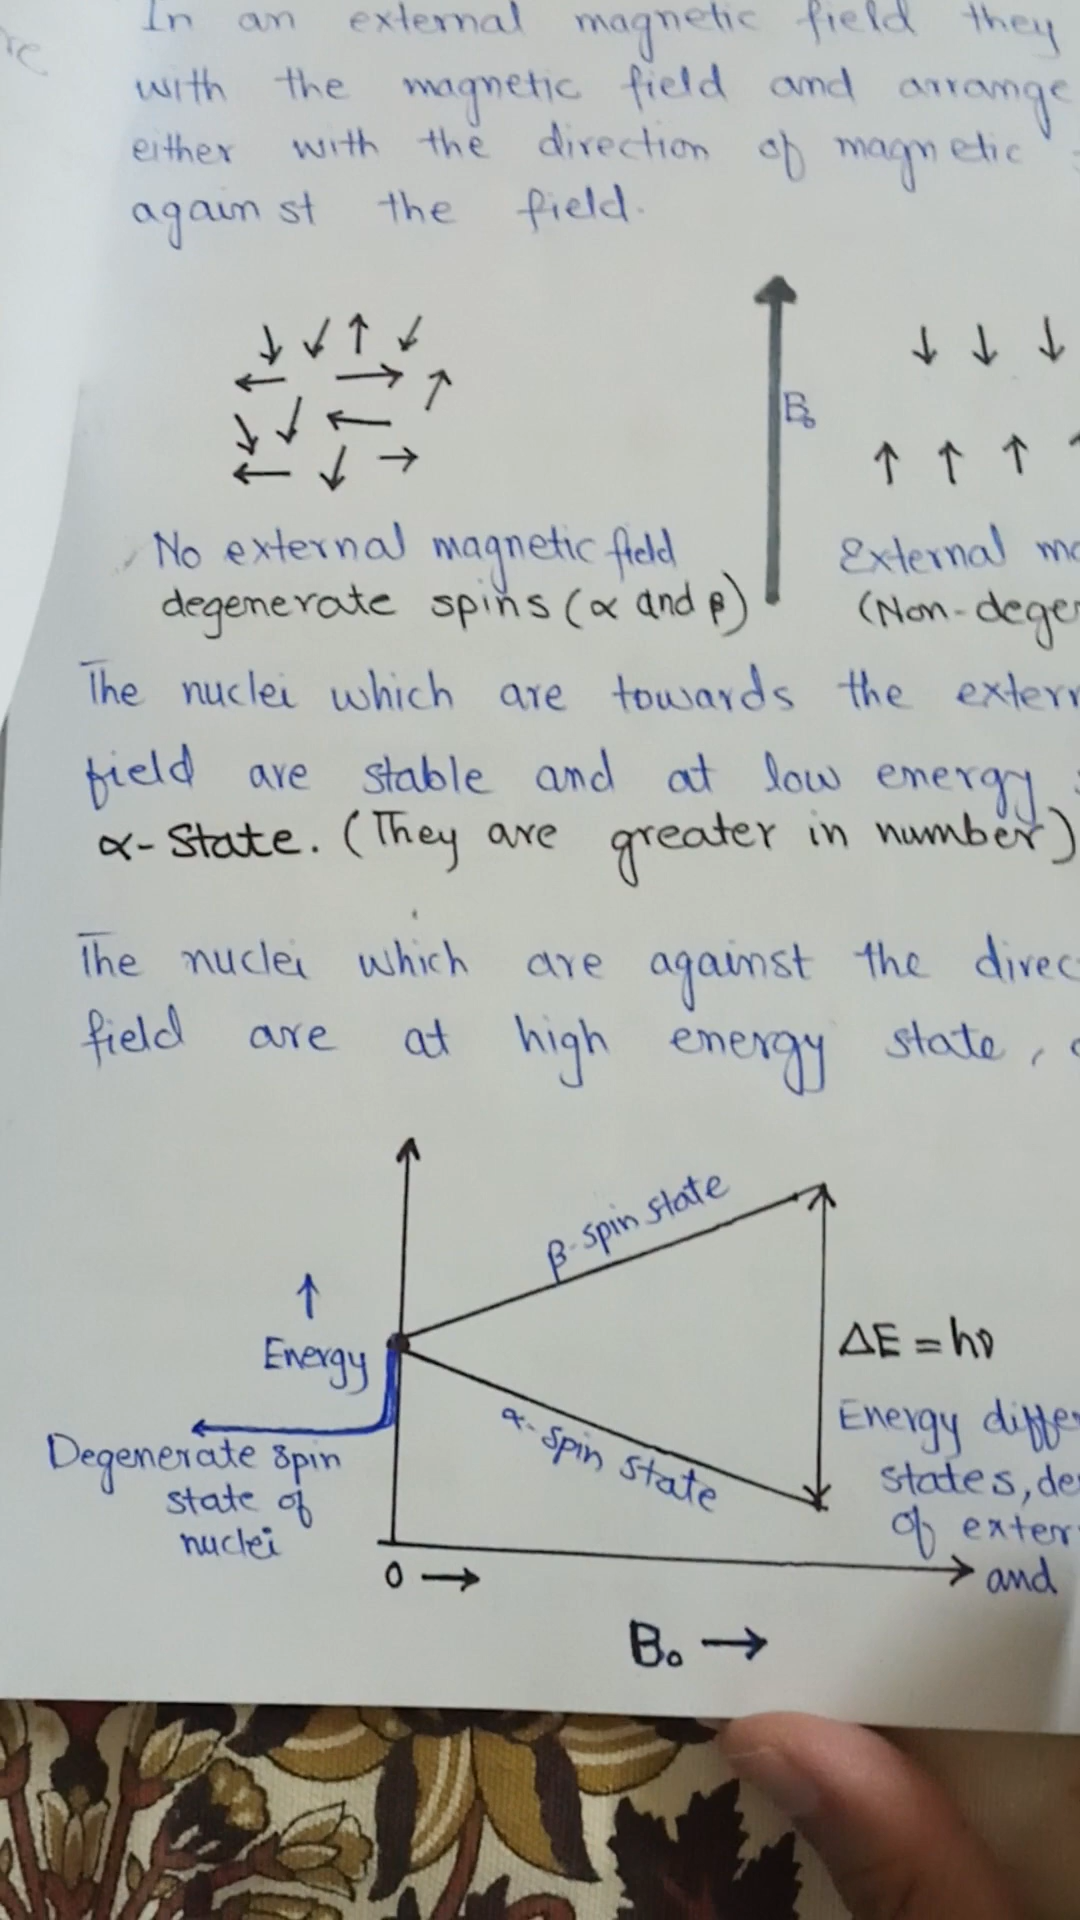 In an external magnetic field they
with the magnetic field and arrange
either with the direction of magnetic
against the field.
B₀
No external magnetic field
degenerate spins (α and β)
External
(Non-
The nuclei which are towards the
field are stable and at low energy
α-State. (They are greater in number)
The nuclei which are against the
field are at high energy state,
β-spin state
↑
Energy
ΔE = hν
α-spin state
Degenerate spin
state of
nuclei
Energy
states,
of
and
0 →
B₀ →